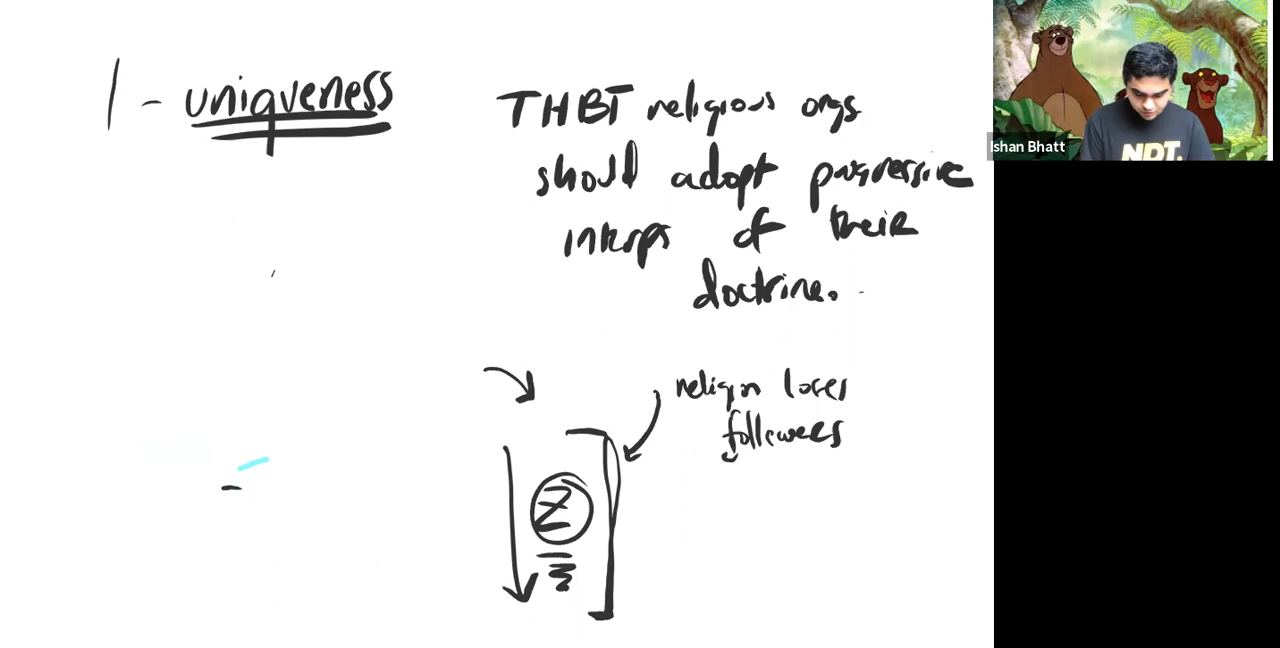 1 - uniqueness
THBT religious orgs
should adopt progressive
interps of their
doctrine.
religion loses
followers
Z
Ishan Bhatt
NDT.